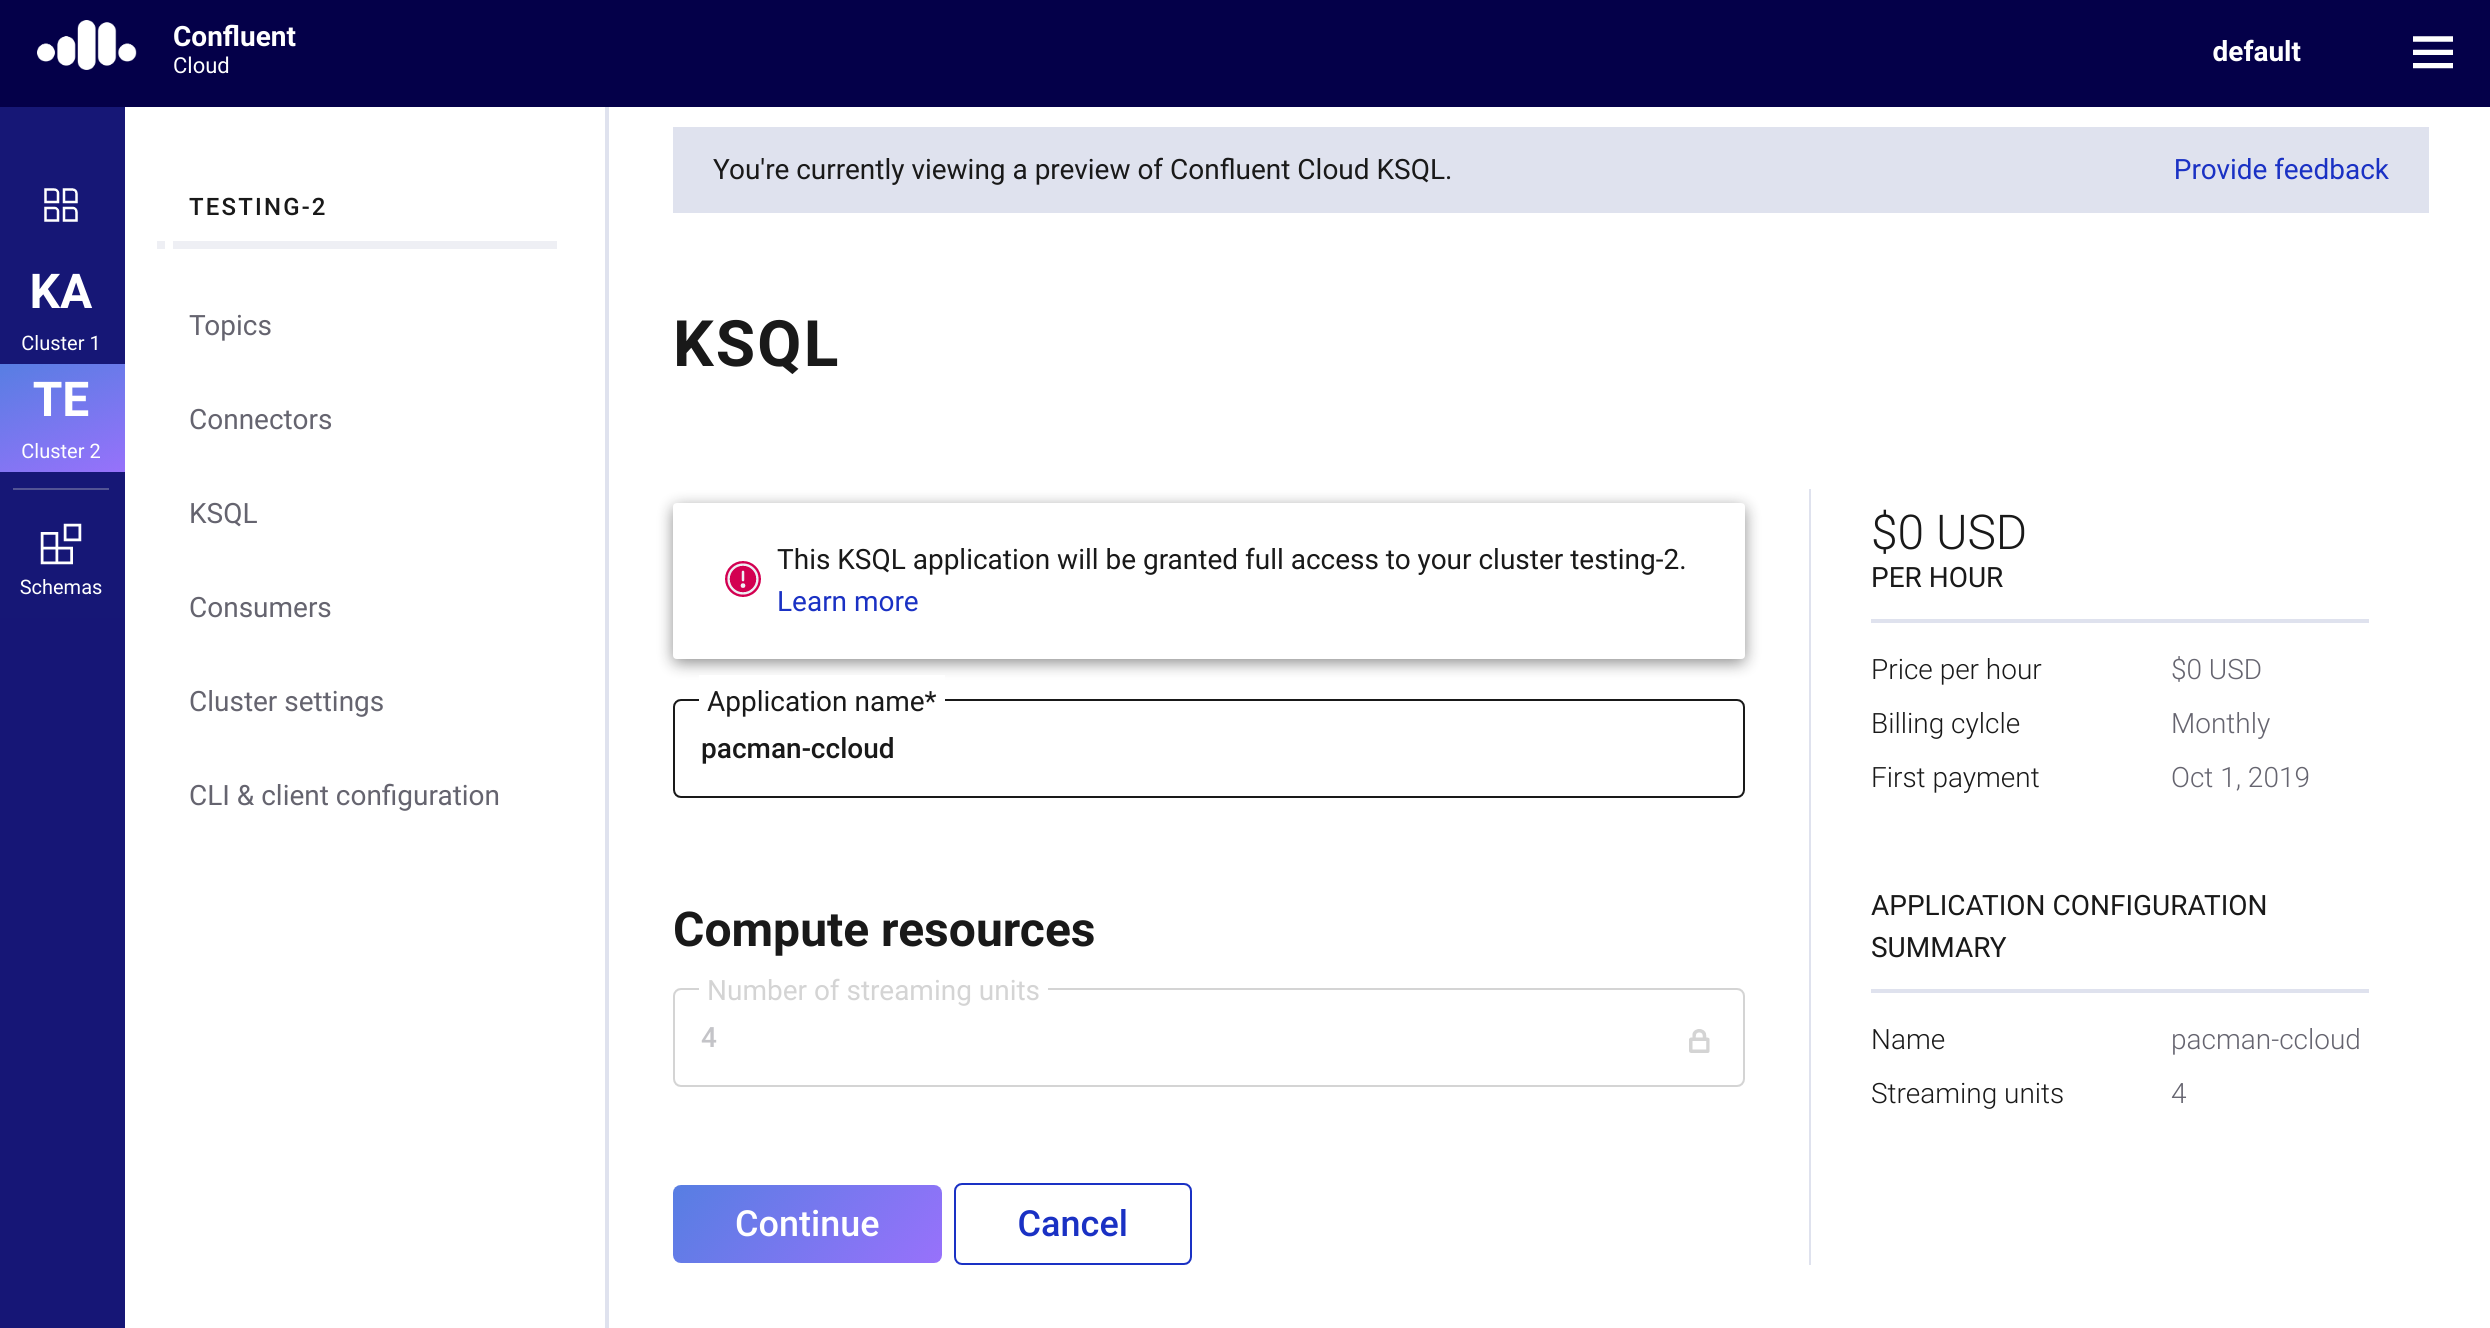 Confluent
Cloud
default
KA
Cluster 1
TE
Cluster 2
Schemas
TESTING-2
Topics
Connectors
KSQL
Consumers
Cluster settings
CLI & client configuration
You're currently viewing a preview of Confluent Cloud KSQL.
Provide feedback
KSQL
This KSQL application will be granted full access to your cluster testing-2.
Learn more
Application name*
pacman-ccloud
Compute resources
Number of streaming units
4
Continue
Cancel
$0 USD
PER HOUR
Price per hour $0 USD
Billing cylcle Monthly
First payment Oct 1, 2019
APPLICATION CONFIGURATION
SUMMARY
Name pacman-ccloud
Streaming units 4